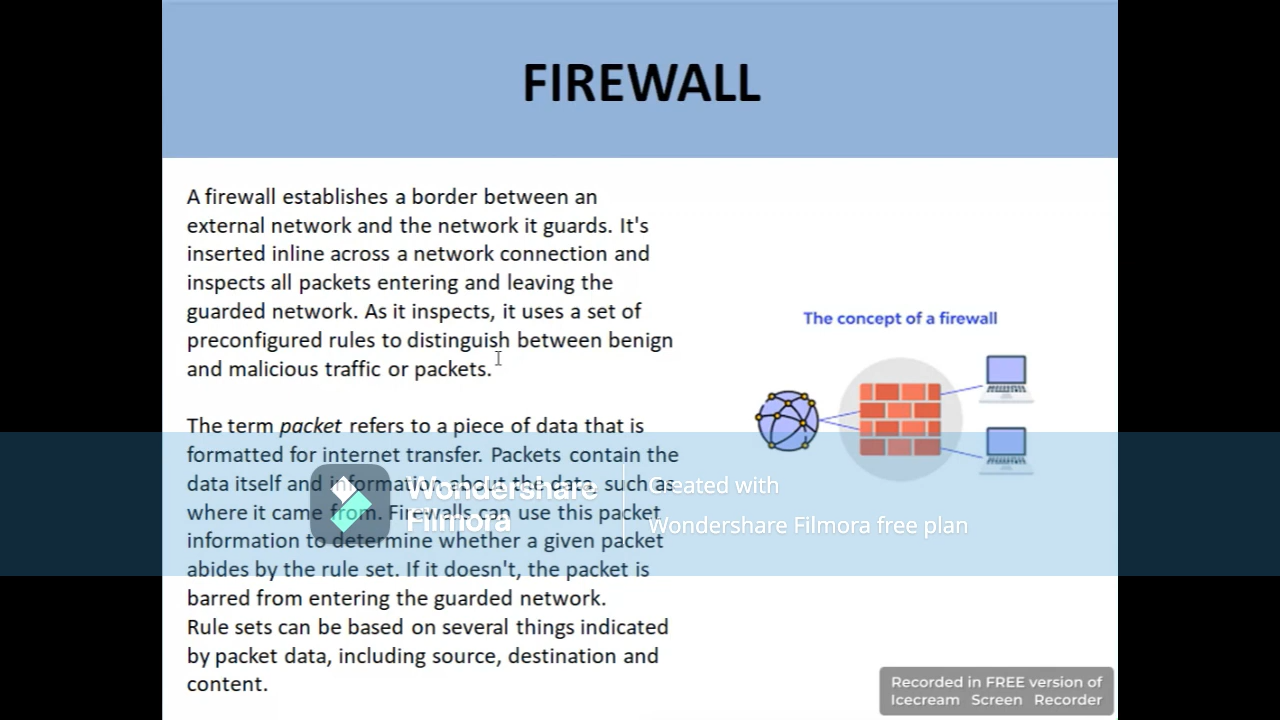 FIREWALL
A firewall establishes a border between an
external network and the network it guards. It's
inserted inline across a network connection and
inspects all packets entering and leaving the
guarded network. As it inspects, it uses a set of
preconfigured rules to distinguish between benign
and malicious traffic or packets.
The term packet refers to a piece of data that is
formatted for internet transfer. Packets contain the
data itself and information about the data, such as
where it came from. Firewalls can use this packet
information to determine whether a given packet
abides by the rule set. If it doesn't, the packet is
barred from entering the guarded network.
Rule sets can be based on several things indicated
by packet data, including source, destination and
content.
The concept of a firewall
Wondershare
Filmora
Created with
Wondershare Filmora free plan
Recorded in FREE version of
Icecream Screen Recorder